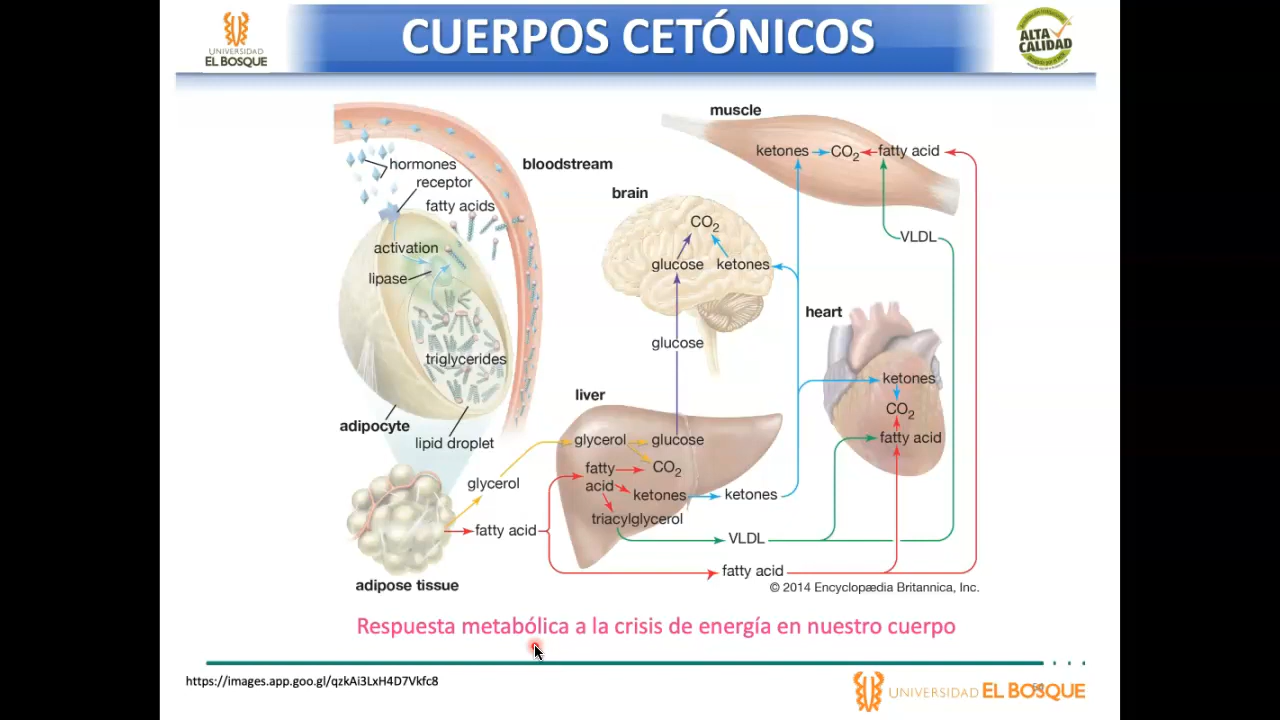 UNIVERSIDAD
EL BOSQUE
CUERPOS CETÓNICOS
ALTA
CALIDAD
hormones
receptor
fatty acids
activation
lipase
triglycerides
adipocyte
lipid droplet
bloodstream
brain
CO2
glucose
ketones
glucose
muscle
ketones
CO2
fatty acid
VLDL
heart
ketones
CO2
fatty acid
liver
glycerol
glucose
fatty
acid
CO2
ketones
triacylglycerol
glycerol
fatty acid
ketones
VLDL
fatty acid
adipose tissue
© 2014 Encyclopædia Britannica, Inc.
Respuesta metabólica a la crisis de energía en nuestro cuerpo
https://images.app.goo.gl/qzkAi3LxH4D7Vkfc8
UNIVERSIDAD EL BOSQUE